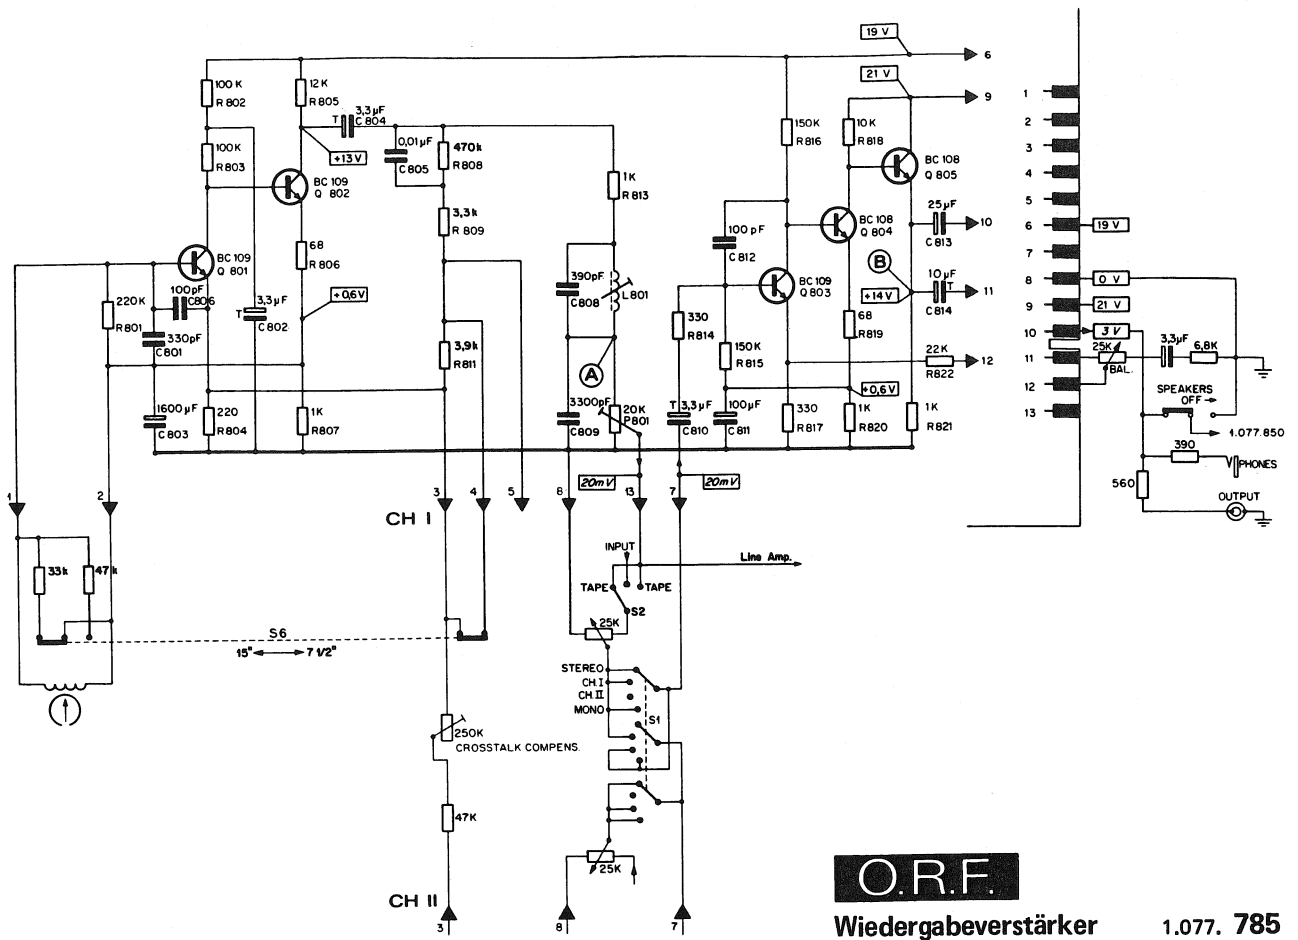 19 V
6
21 V
9
100 K
R 802
12 K
R 805
3,3 µF
T
C 804
+13 V
0,01 µF
C 805
470k
R 808
100K
R 803
BC 109
Q 802
1K
R 813
150K
R 816
10 K
R 818
BC 108
Q 805
3,3k
R 809
68
R 806
BC 109
Q 801
100 pF
C 806
220 K
R 801
330pF
C 801
3,3 µF
T
C 802
+ 0,6V
390pF
C 808
L 801
100 pF
C 812
BC 108
Q 804
25 µF
C 813
10
B
BC 109
Q 803
+14V
10 µF
T
C 814
11
330
R 814
68
R 819
3,9k
R 811
A
150K
R 815
22 K
R 822
12
+0,6V
1600 µF
C 803
220
R 804
1K
R 807
3300pF
C 809
20K
P 801
T
3,3 µF
C 810
100µF
C 811
330
R 817
1 K
R 820
1 K
R 821
20mV
20mV
1
2
3
4
5
8
13
7
CH I
1
2
3
4
5
6
19 V
7
8
0 V
9
21 V
10
3 V
11
25K
BAL.
3,3µF
6,8K
12
13
SPEAKERS
OFF
1.077.850
390
PHONES
560
OUTPUT
33k
47k
S6
15"
7 1/2"
INPUT
Line Amp.
TAPE
TAPE
S2
25K
STEREO
CH. I
CH. II
MONO
S1
250K
CROSSTALK COMPENS.
47K
25K
CH II
3
8
7
O.R.F.
Wiedergabeverstärker 1.077. 785